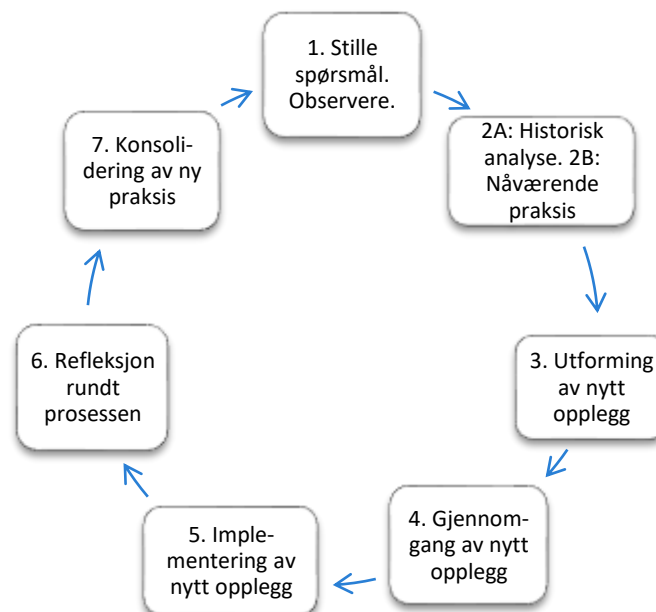 1. Stille
spørsmål.
Observere.
2A: Historisk
analyse. 2B:
Nåværende
praksis
3. Utforming
av nytt
opplegg
4. Gjennom-
gang av nytt
opplegg
5. Imple-
mentering av
nytt opplegg
6. Refleksjon
rundt
prosessen
7. Konsoli-
dering av ny
praksis